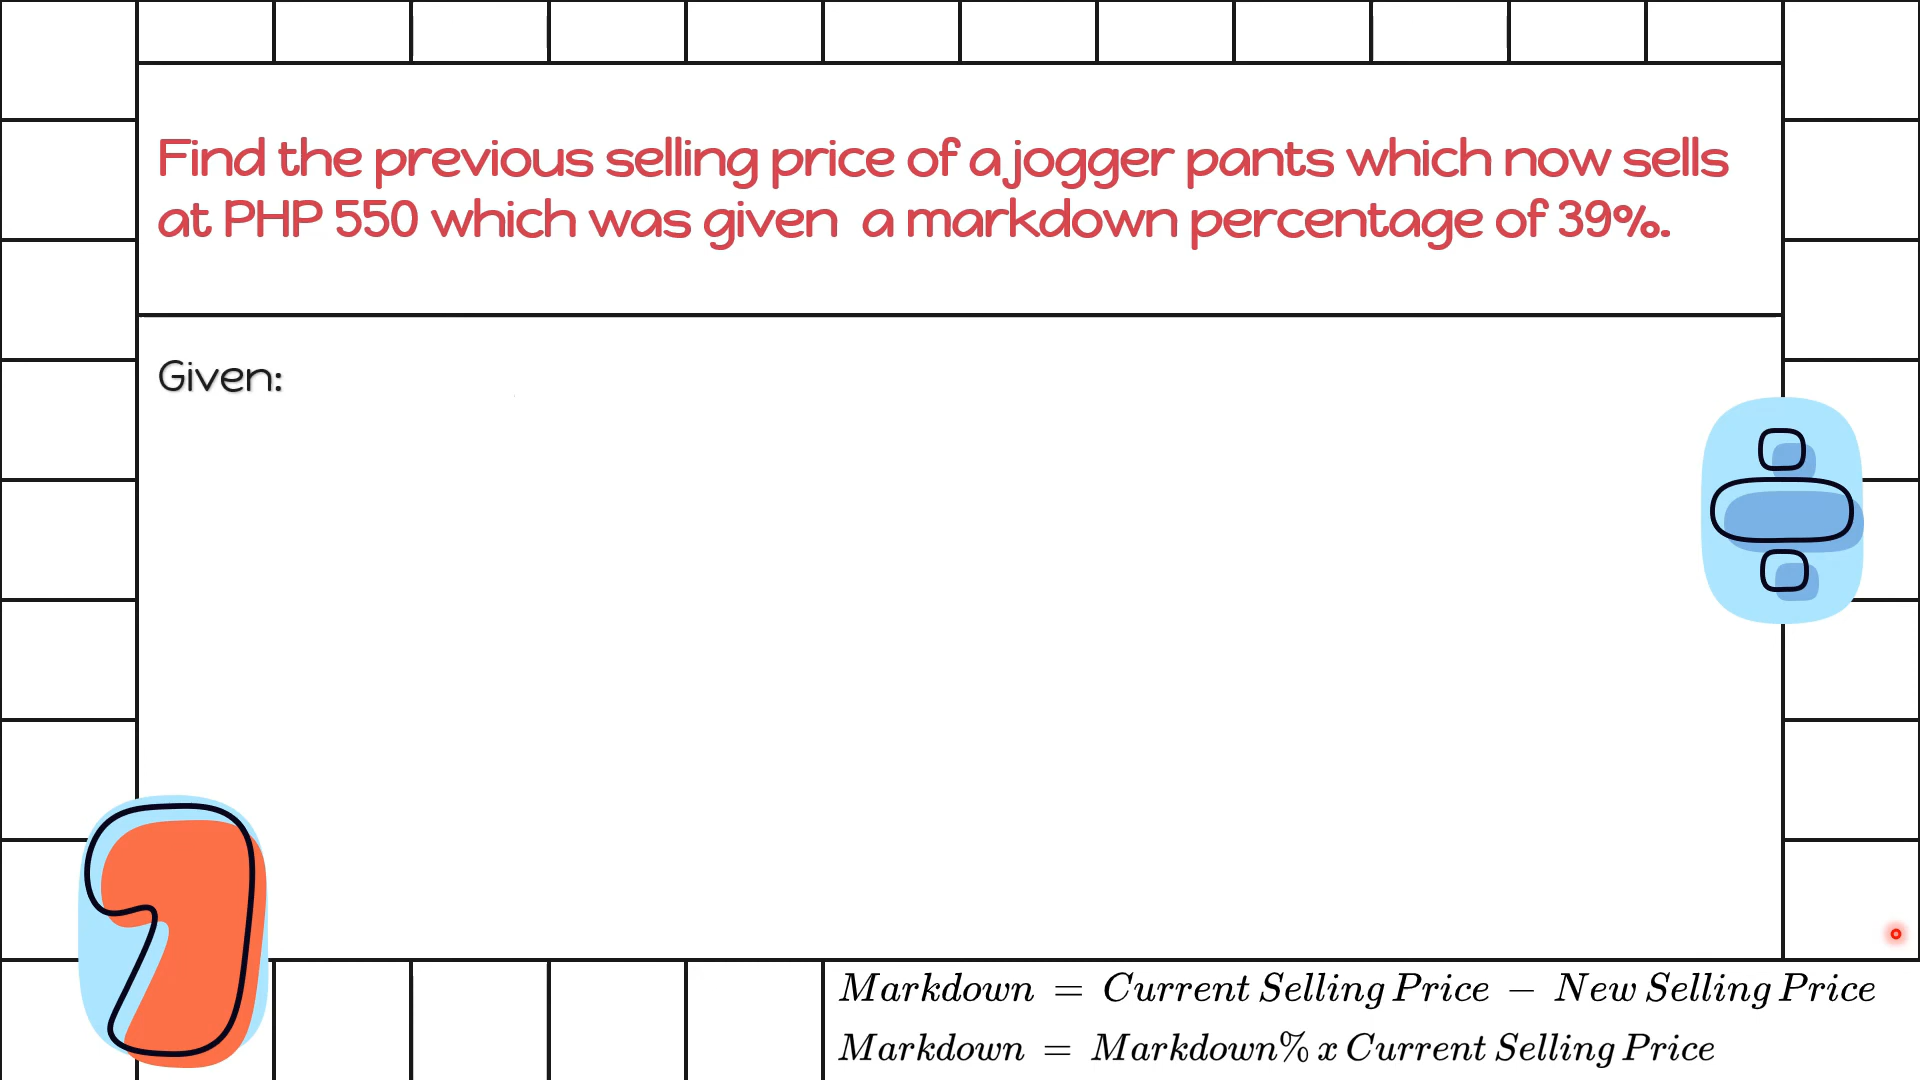 Find the previous selling price of a jogger pants which now sells
at PHP 550 which was given a markdown percentage of 39%.
Given:
7
Markdown = Current Selling Price − New Selling Price
Markdown = Markdown% x Current Selling Price